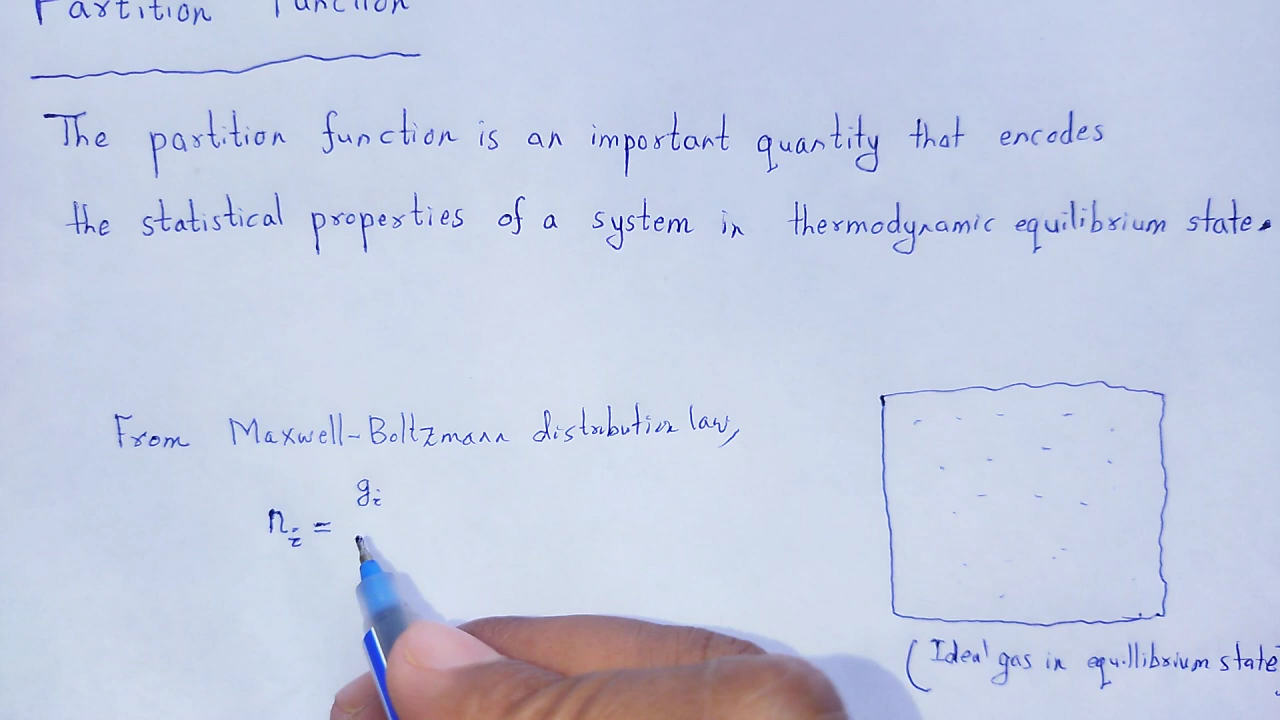 Partition Function
The partition function is an important quantity that encodes
the statistical properties of a system in thermodynamic equilibrium state.
From Maxwell-Boltzmann distribution law,
gᵢ
nᵢ =
(Ideal gas in equillibrium state)